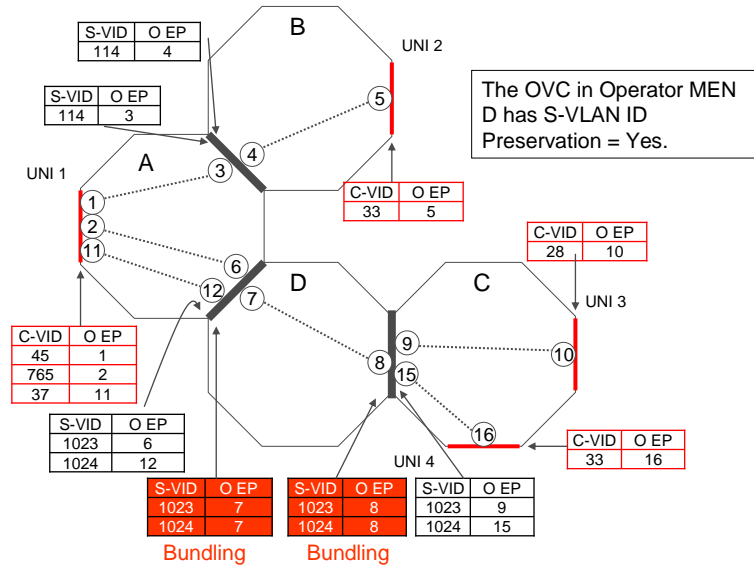 B
S-VID O EP
114 4
UNI 2
The OVC in Operator MEN
D has S-VLAN ID
Preservation = Yes.
S-VID O EP
114 3
5
4
3
A
UNI 1
1
2
11
C-VID O EP
33 5
C-VID O EP
28 10
6
12
7
D
C
UNI 3
9
8
15
10
16
C-VID O EP
45 1
765 2
37 11
S-VID O EP
1023 6
1024 12
C-VID O EP
33 16
UNI 4
S-VID O EP
1023 7
1024 7
S-VID O EP
1023 8
1024 8
S-VID O EP
1023 9
1024 15
Bundling
Bundling